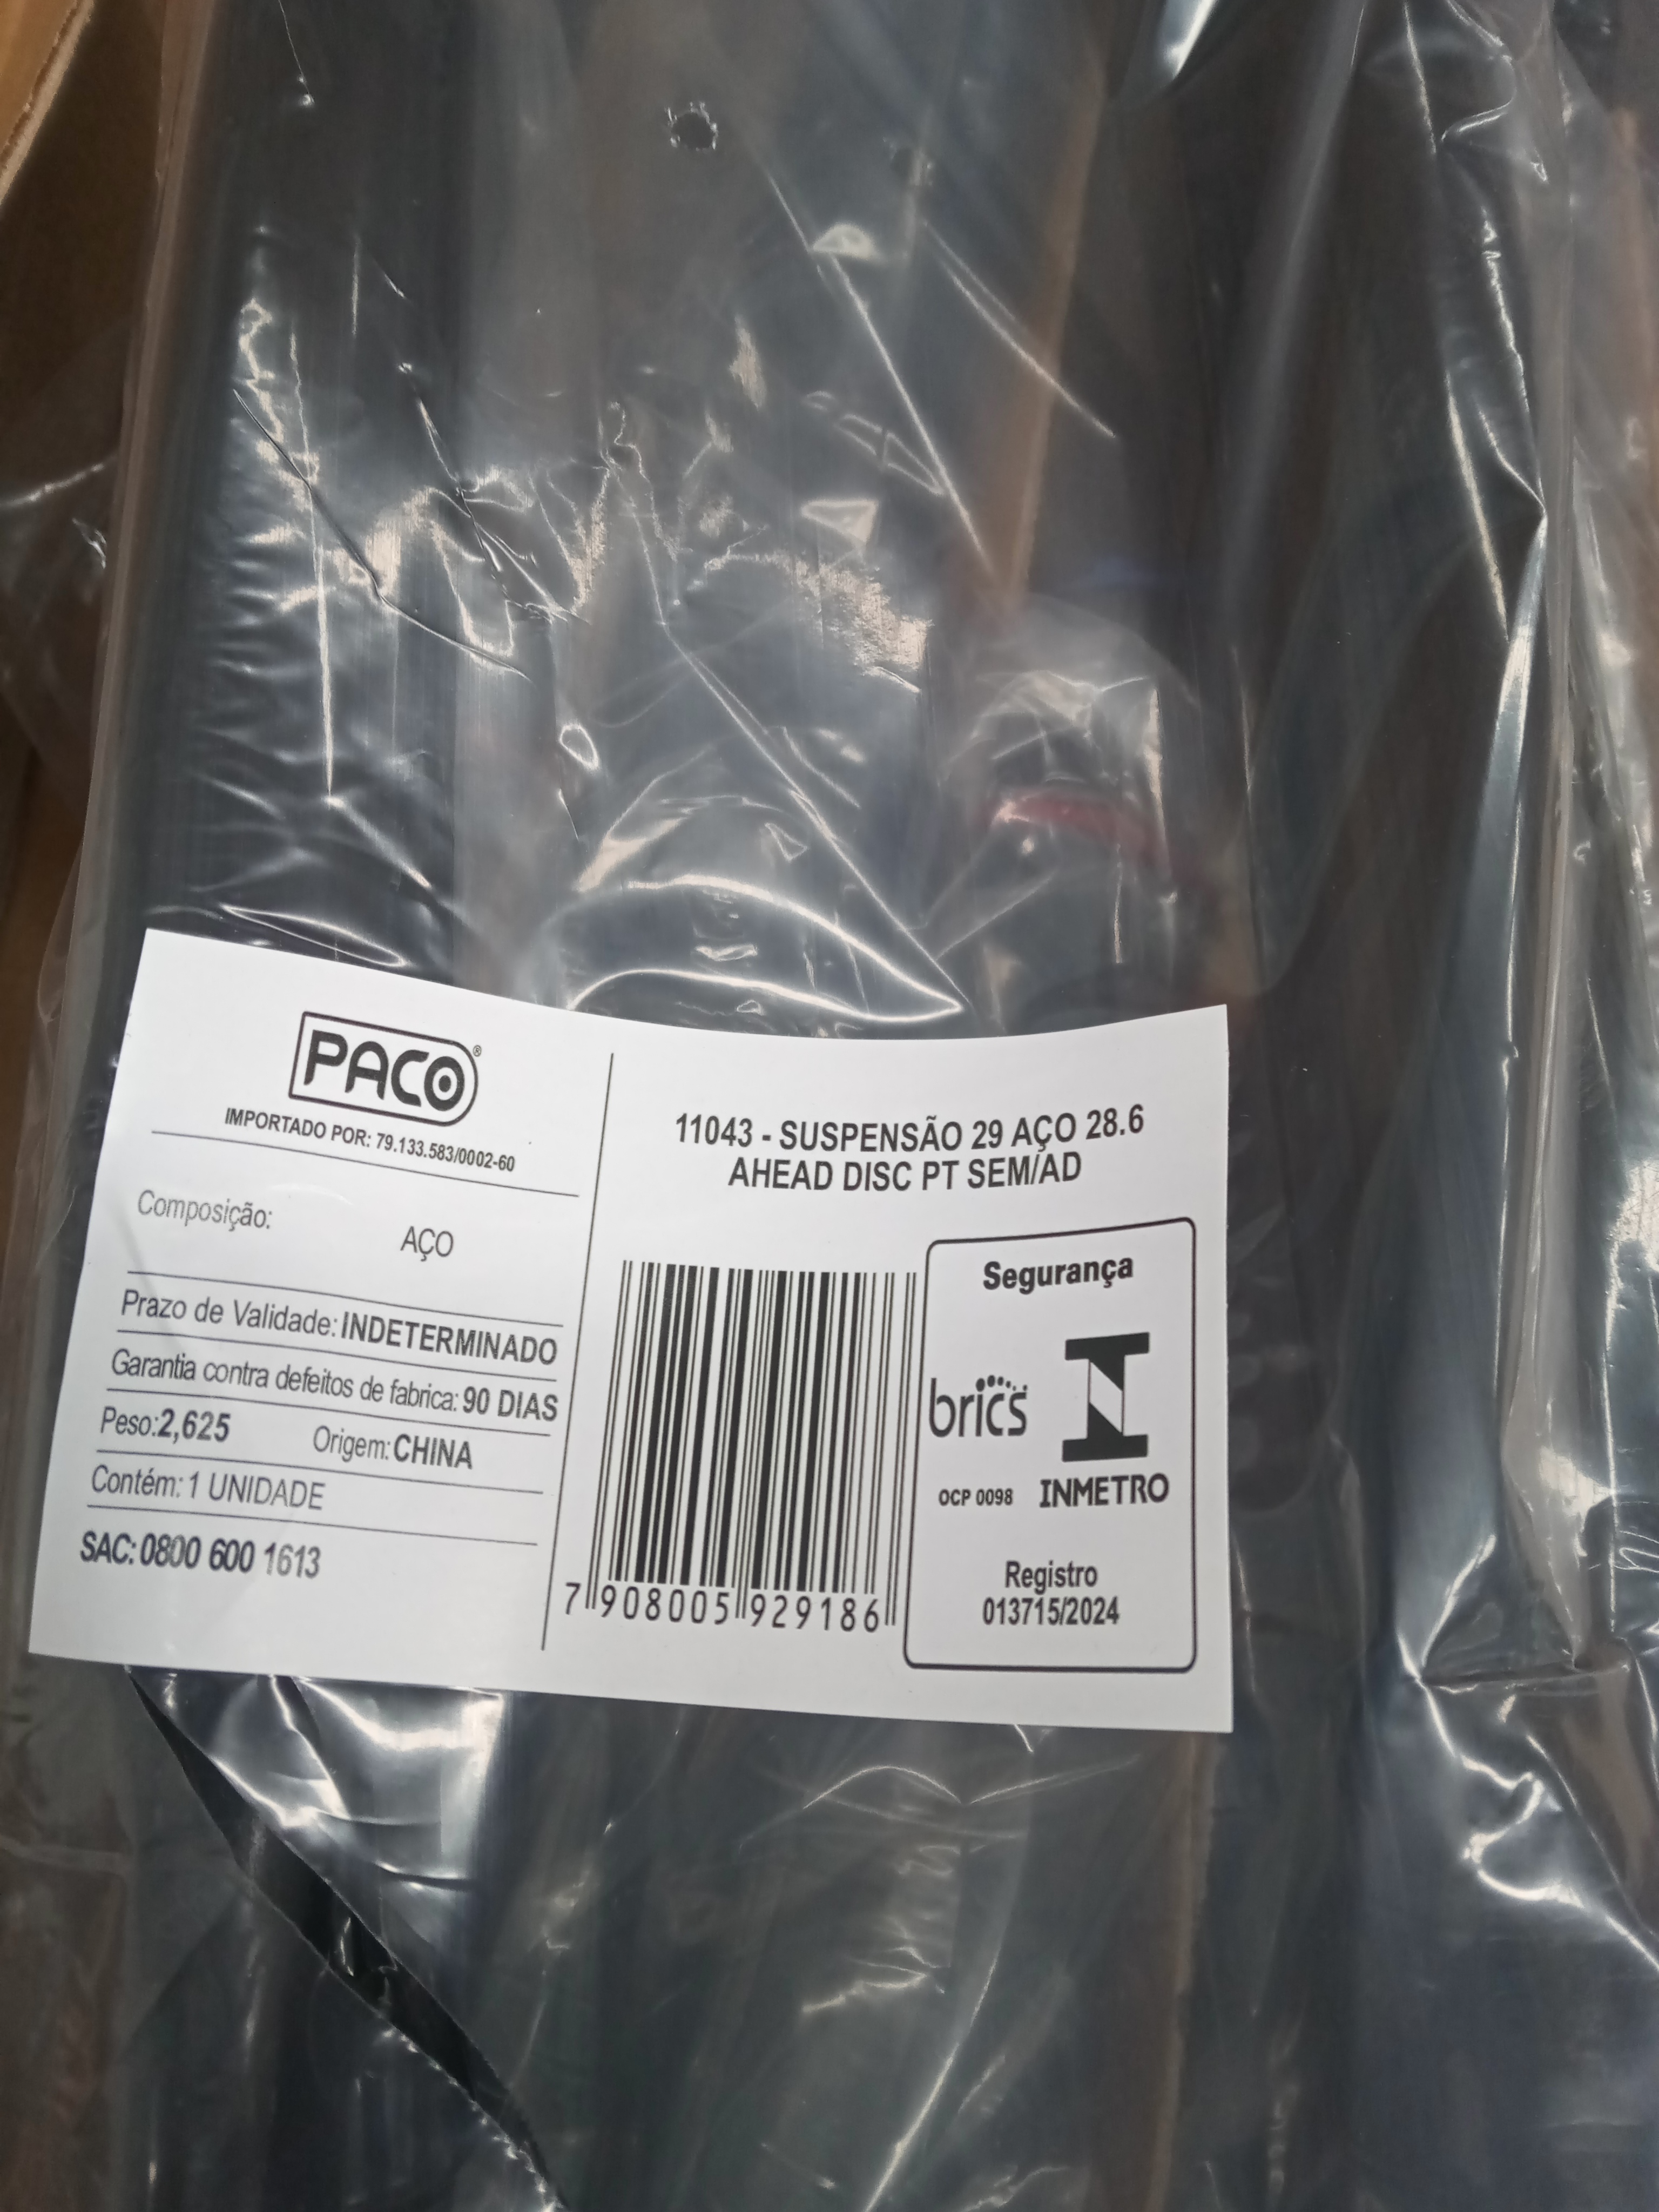 PACO®
IMPORTADO POR: 79.133.583/0002-60
Composição:
AÇO
Prazo de Validade: INDETERMINADO
Garantia contra defeitos de fabrica: 90 DIAS
Peso:2,625 Origem: CHINA
Contém: 1 UNIDADE
SAC: 0800 600 1613
11043 - SUSPENSÃO 29 AÇO 28.6
AHEAD DISC PT SEM/AD
7 908005 929186
Segurança
brics
OCP 0098 INMETRO
Registro
013715/2024